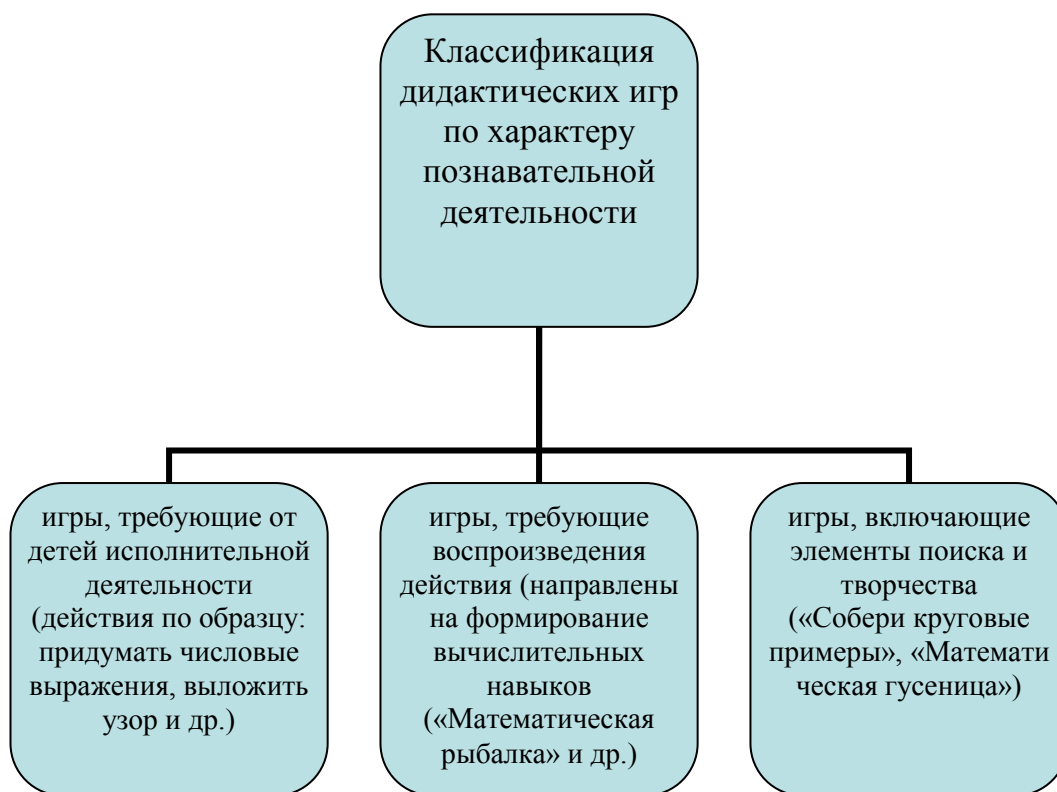 Классификация
дидактических игр
по характеру
познавательной
деятельности
игры, требующие от
детей исполнительной
деятельности
(действия по образцу:
придумать числовые
выражения, выложить
узор и др.)
игры, требующие
воспроизведения
действия (направлены
на формирование
вычислительных
навыков
(«Математическая
рыбалка» и др.)
игры, включающие
элементы поиска и
творчества
(«Собери круговые
примеры», «Математи
ческая гусеница»)